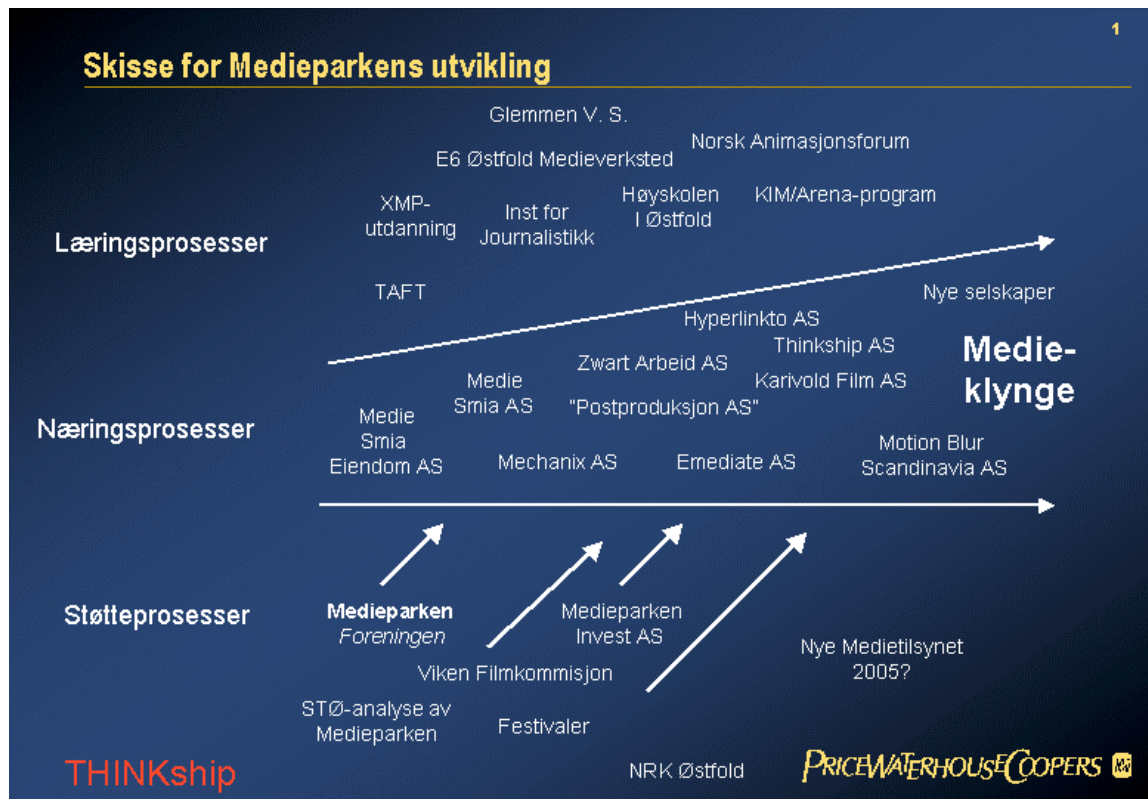 1
Skisse for Medieparkens utvikling
Glemmen V. S.
Norsk Animasjonsforum
E6 Østfold Medieverksted
XMP-
utdanning
Inst for
Journalistikk
Høyskolen
I Østfold
KIM/Arena-program
Læringsprosesser
TAFT
Nye selskaper
Hyperlinkto AS
Thinkship AS
Zwart Arbeid AS
Karivold Film AS
Medie-
klynge
Medie
Smia AS
"Postproduksjon AS"
Næringsprosesser
Medie
Smia
Eiendom AS
Mechanix AS
Emediate AS
Motion Blur
Scandinavia AS
Støtteprosesser
Medieparken
Foreningen
Medieparken
Invest AS
Viken Filmkommisjon
Nye Medietilsynet
2005?
STØ-analyse av
Medieparken
Festivaler
THINKship
NRK Østfold
PRICEWATERHOUSECOOPERS